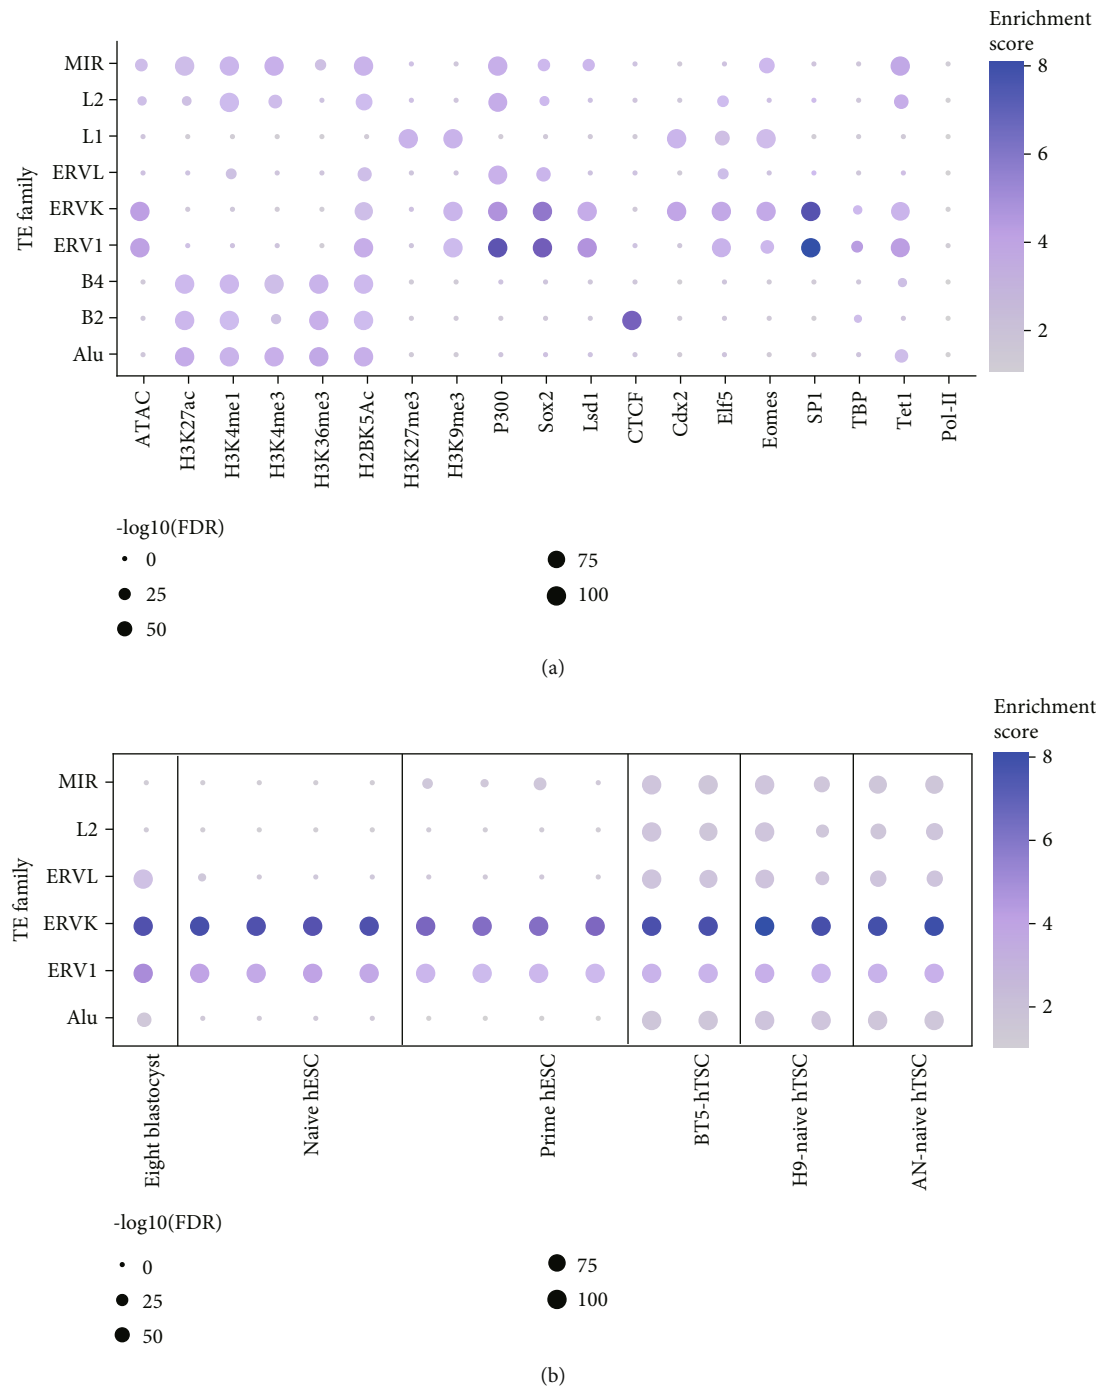 Enrichment
score
8
6
4
2
TE family
MIR
L2
L1
ERVL
ERVK
ERV1
B4
B2
Alu
ATAC
H3K27ac
H3K4me1
H3K4me3
H3K36me3
H2BK5Ac
H3K27me3
H3K9ne3
P300
Sox2
Lsd1
CTCF
Cdx2
Elf5
Eomes
SP1
TBP
Tet1
Pol-II
-log10(FDR)
0
25
50
75
100
(a)
Enrichment
score
8
6
4
2
TE family
MIR
L2
ERVL
ERVK
ERV1
Alu
Eight blastocyst
Naive hESC
Prime hESC
BT5-hTSC
H9-naive hTSC
AN-naive hTSC
-log10(FDR)
0
25
50
75
100
(b)